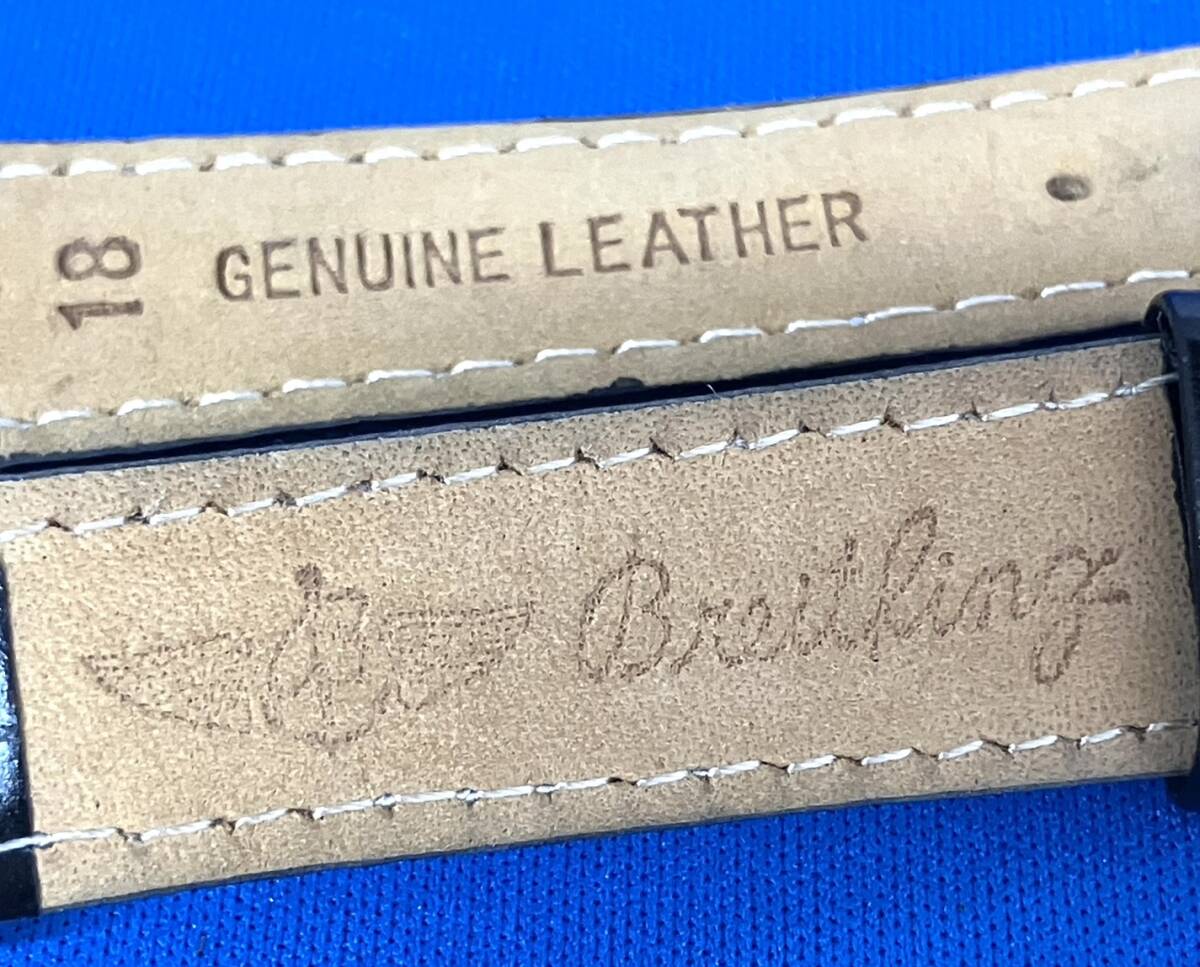 18
GENUINE LEATHER
B Breitling